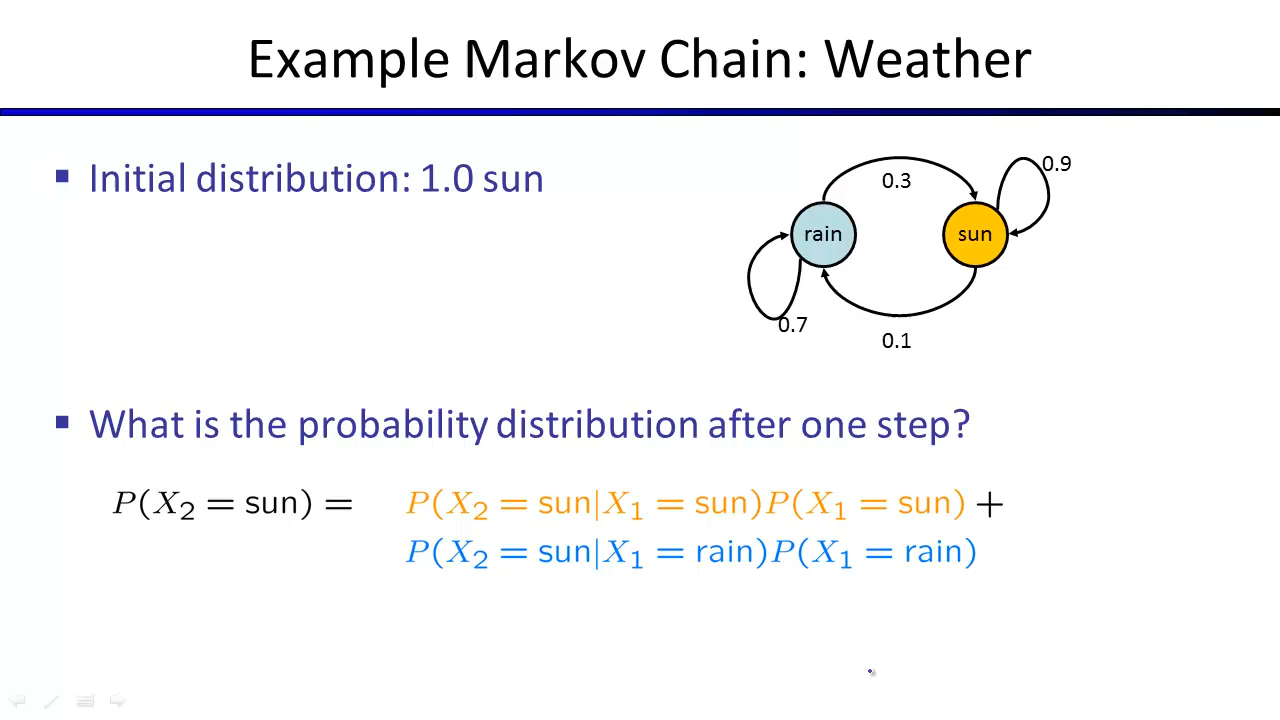 Example Markov Chain: Weather
▪ Initial distribution: 1.0 sun
0.3
0.9
rain
sun
0.7
0.1
▪ What is the probability distribution after one step?
P(X₂ = sun) = P(X₂ = sun|X₁ = sun)P(X₁ = sun) +
P(X₂ = sun|X₁ = rain)P(X₁ = rain)